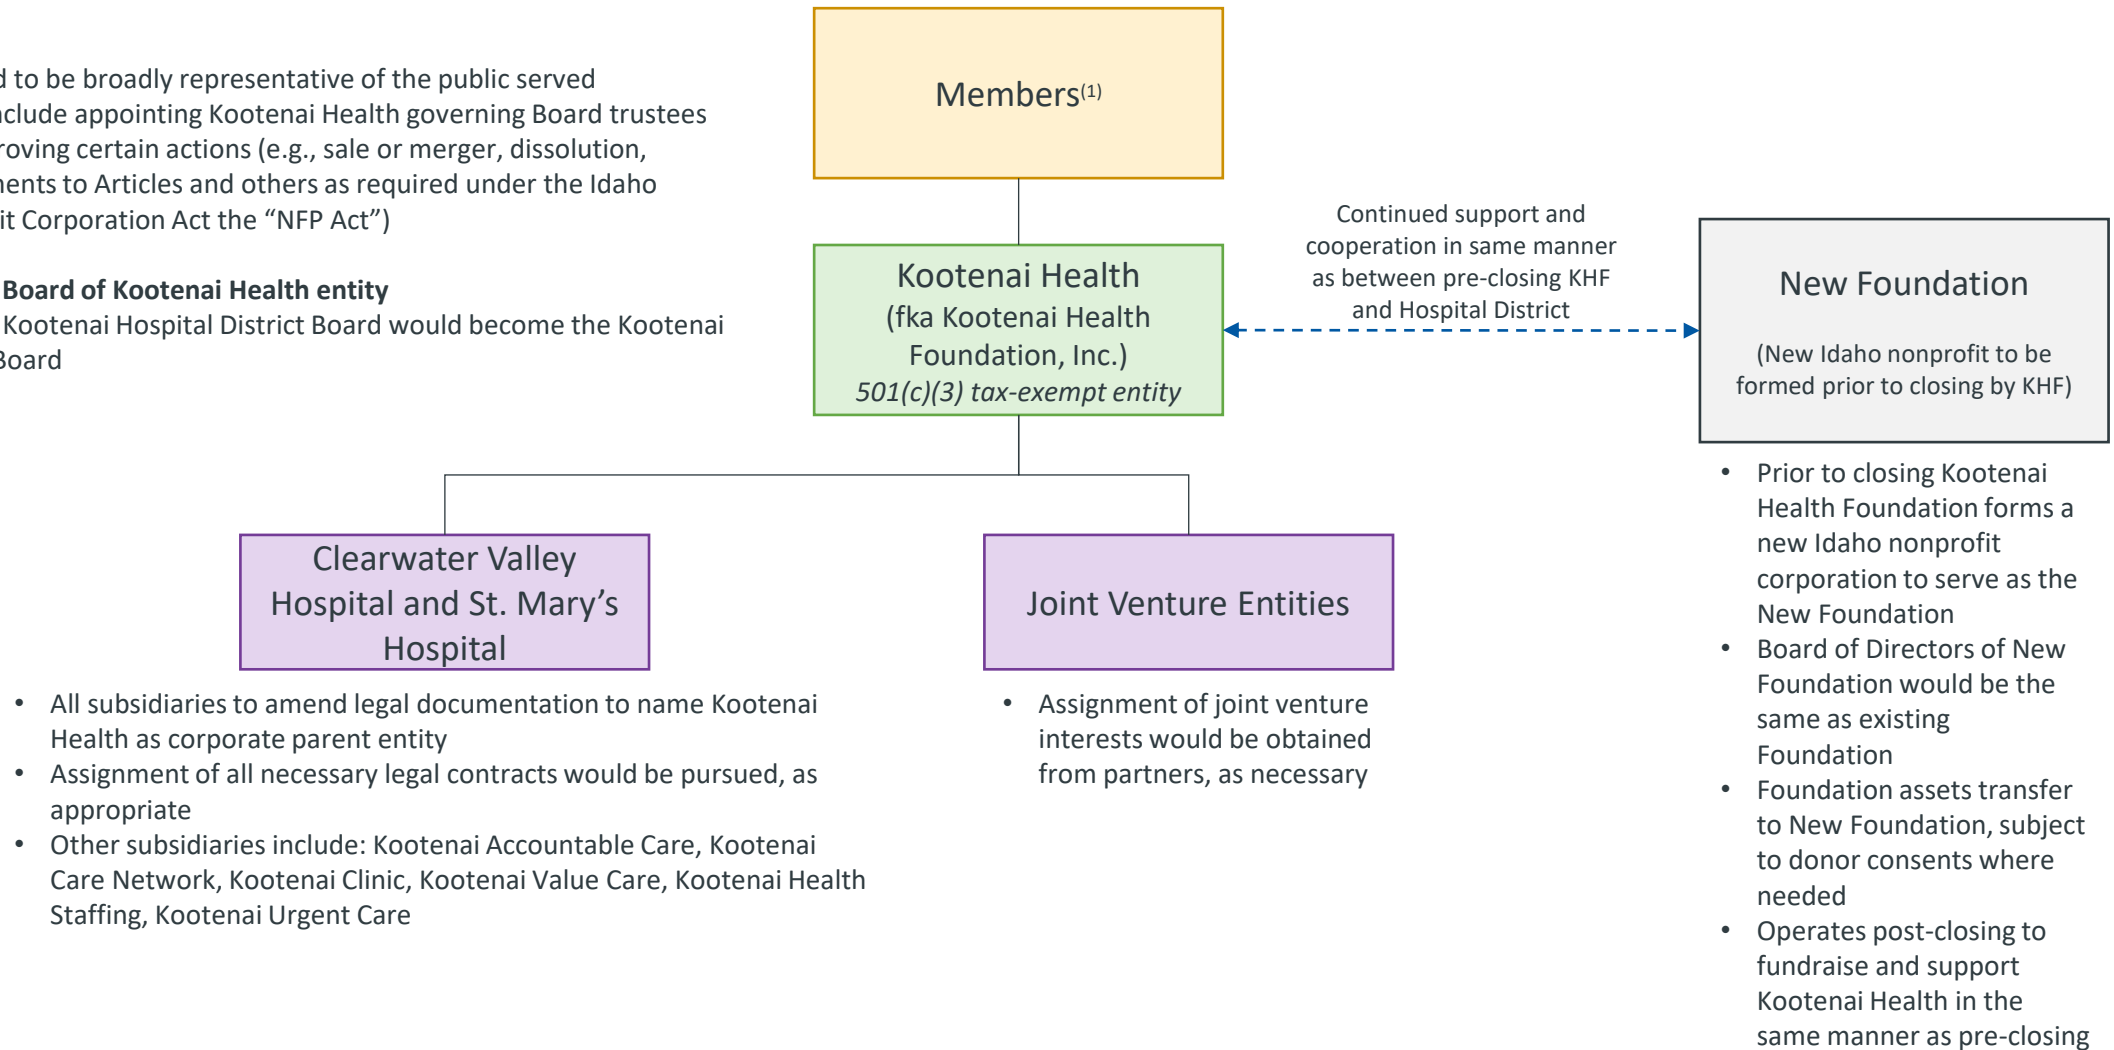 Members(1)
to be broadly representative of the public served
include appointing Kootenai Health governing Board trustees
certain actions (e.g., sale or merger, dissolution,
to Articles and others as required under the Idaho
Corporation Act the “NFP Act”)
Board of Kootenai Health entity
Kootenai Hospital District Board would become the Kootenai
Board
Kootenai Health
(fka Kootenai Health
Foundation, Inc.)
501(c)(3) tax-exempt entity
Continued support and
cooperation in same manner
as between pre-closing KHF
and Hospital District
New Foundation
(New Idaho nonprofit to be
formed prior to closing by KHF)
Clearwater Valley
Hospital and St. Mary’s
Hospital
• All subsidiaries to amend legal documentation to name Kootenai
Health as corporate parent entity
• Assignment of all necessary legal contracts would be pursued, as
appropriate
• Other subsidiaries include: Kootenai Accountable Care, Kootenai
Care Network, Kootenai Clinic, Kootenai Value Care, Kootenai Health
Staffing, Kootenai Urgent Care
Joint Venture Entities
• Assignment of joint venture
interests would be obtained
from partners, as necessary
• Prior to closing Kootenai
Health Foundation forms a
new Idaho nonprofit
corporation to serve as the
New Foundation
• Board of Directors of New
Foundation would be the
same as existing
Foundation
• Foundation assets transfer
to New Foundation, subject
to donor consents where
needed
• Operates post-closing to
fundraise and support
Kootenai Health in the
same manner as pre-closing